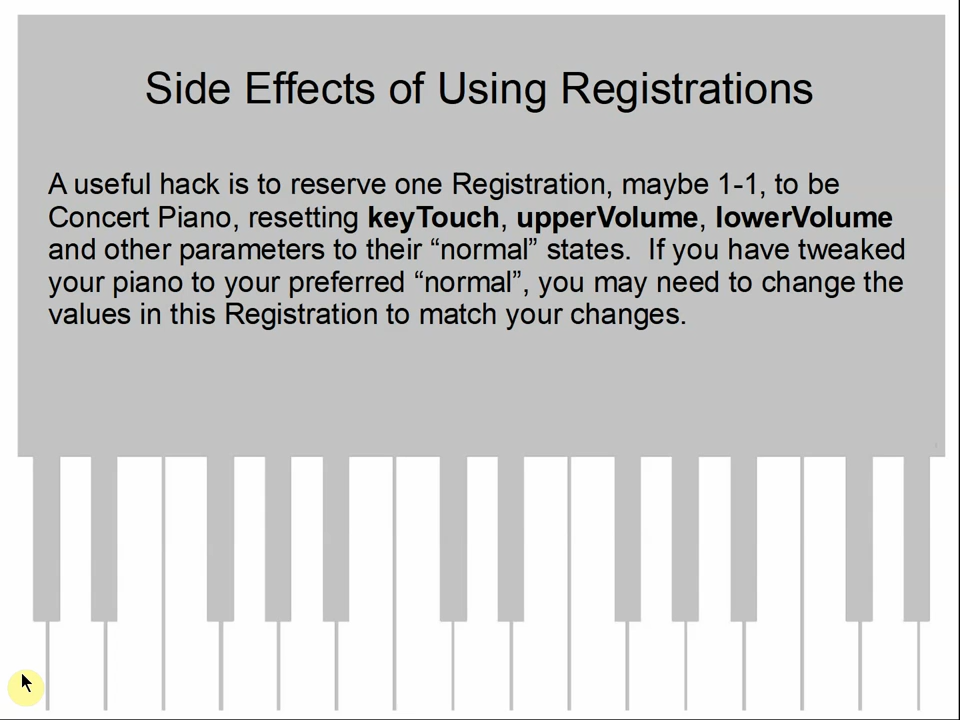 Side Effects of Using Registrations
A useful hack is to reserve one Registration, maybe 1-1, to be
Concert Piano, resetting keyTouch, upperVolume, lowerVolume
and other parameters to their “normal” states.  If you have tweaked
your piano to your preferred “normal”, you may need to change the
values in this Registration to match your changes.